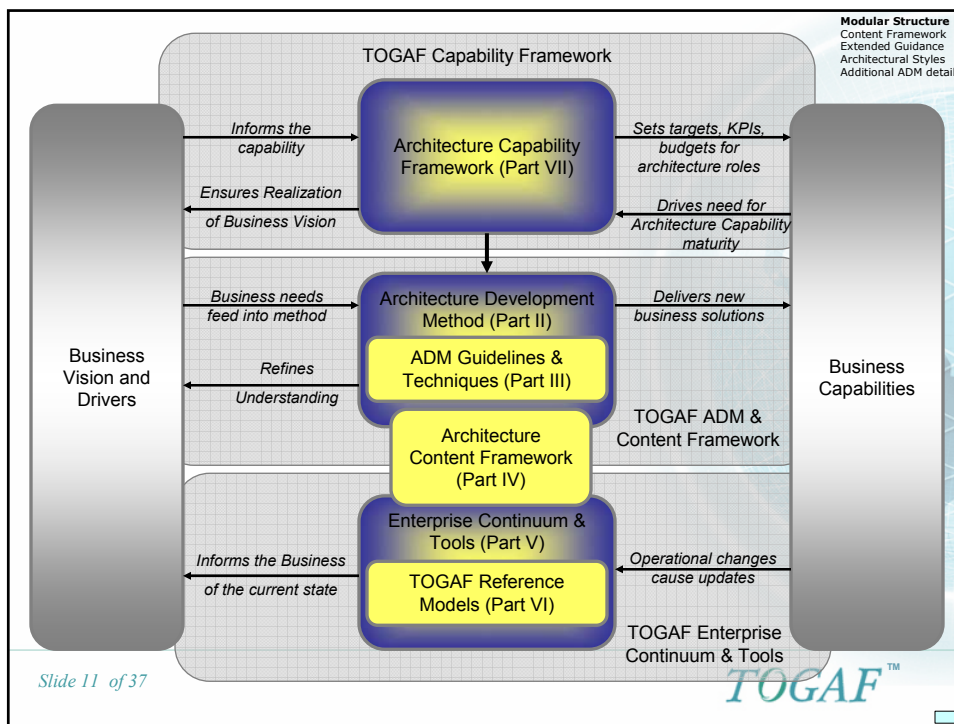 Modular Structure
Content Framework
Extended Guidance
Architectural Styles
Additional ADM detail
TOGAF Capability Framework
Informs the
capability
Ensures Realization
of Business Vision
Architecture Capability
Framework (Part VII)
Sets targets, KPIs,
budgets for
architecture roles
Drives need for
Architecture Capability
maturity
Business
Vision and
Drivers
Business needs
feed into method
Refines
Understanding
Architecture Development
Method (Part II)
ADM Guidelines &
Techniques (Part III)
Delivers new
business solutions
Business
Capabilities
TOGAF ADM &
Content Framework
Architecture
Content Framework
(Part IV)
Enterprise Continuum &
Tools (Part V)
TOGAF Reference
Models (Part VI)
Informs the Business
of the current state
Operational changes
cause updates
TOGAF Enterprise
Continuum & Tools
Slide 11 of 37
TOGAF™